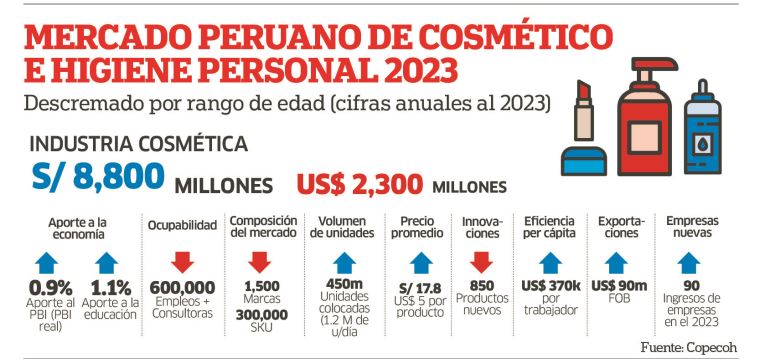 MERCADO PERUANO DE COSMÉTICO
E HIGIENE PERSONAL 2023
Descremado por rango de edad (cifras anuales al 2023)
INDUSTRIA COSMÉTICA
S/ 8,800 MILLONES US$ 2,300 MILLONES
Aporte a la
economía
0.9%
Aporte al
PBI (PBI
real)
1.1%
Aporte a la
educación
Ocupabilidad
600,000
Empleos +
Consultoras
Composición
del mercado
1,500
Marcas
300,000
SKU
Volumen
de unidades
450m
Unidades
colocadas
(1.2 M de
u/día
Precio
promedio
S/ 17.8
US$ 5 por
producto
Innova-
ciones
850
Productos
nuevos
Eficiencia
per cápita
US$ 370k
por
trabajador
Exporta-
ciones
US$ 90m
FOB
Empresas
nuevas
90
Ingresos de
empresas
en el 2023
Fuente: Copecoh